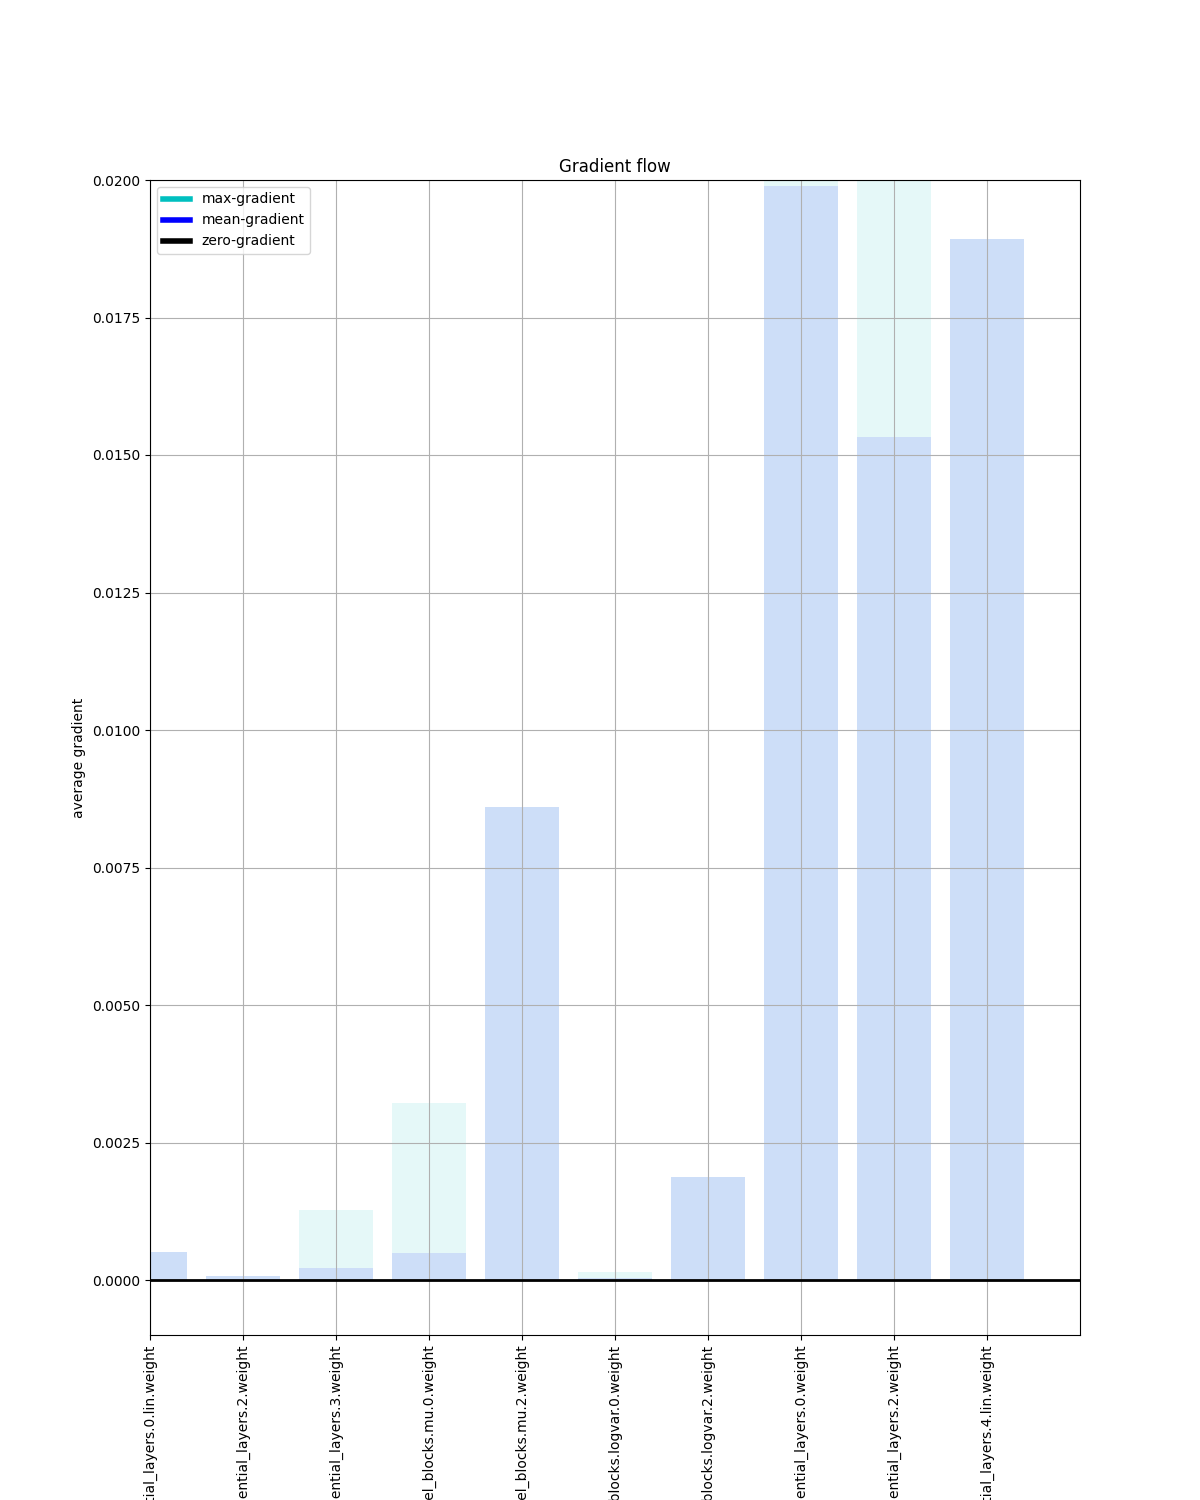 Gradient flow
max-gradient
mean-gradient
zero-gradient
0.0200
0.0175
0.0150
0.0125
0.0100
0.0075
0.0050
0.0025
0.0000
average gradient
tial_layers.0.lin.weight
ential_layers.2.weight
ential_layers.3.weight
el_blocks.mu.0.weight
el_blocks.mu.2.weight
blocks.logvar.0.weight
blocks.logvar.2.weight
ential_layers.0.weight
ential_layers.2.weight
tial_layers.4.lin.weight